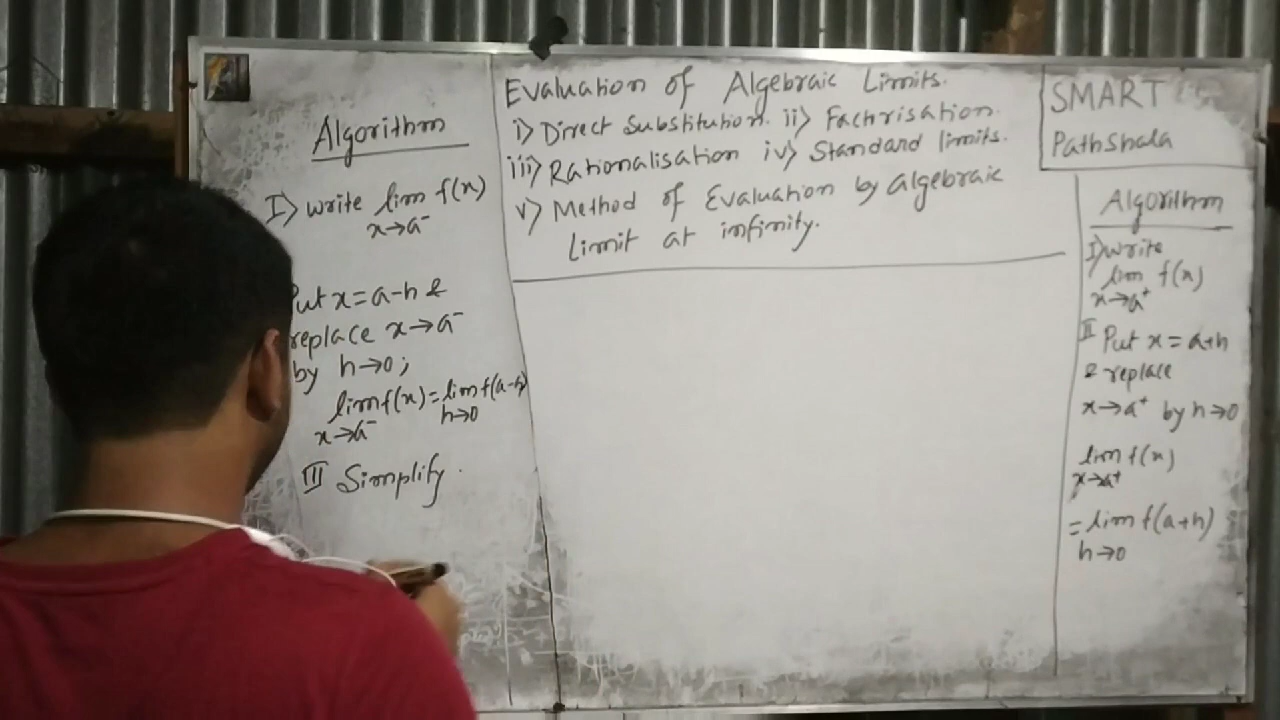 Algorithm
I) write lim f(x)
x→a⁻
Put x = a-h &
replace x→a⁻
by h→0;
lim f(x) = lim f(a-h)
x→a⁻ h→0
III Simplify.
Evaluation of Algebraic Limits.
i) Direct Substitution. ii) Factorisation.
iii) Rationalisation iv) Standard limits.
v) Method of Evaluation by algebraic
Limit at infinity.
SMART
Pathshala
Algorithm
I) write
lim f(x)
x→a⁺
II Put x = a+h
& replace
x→a⁺ by h→0
lim f(x)
x→a⁺
= lim f(a+h)
h→0